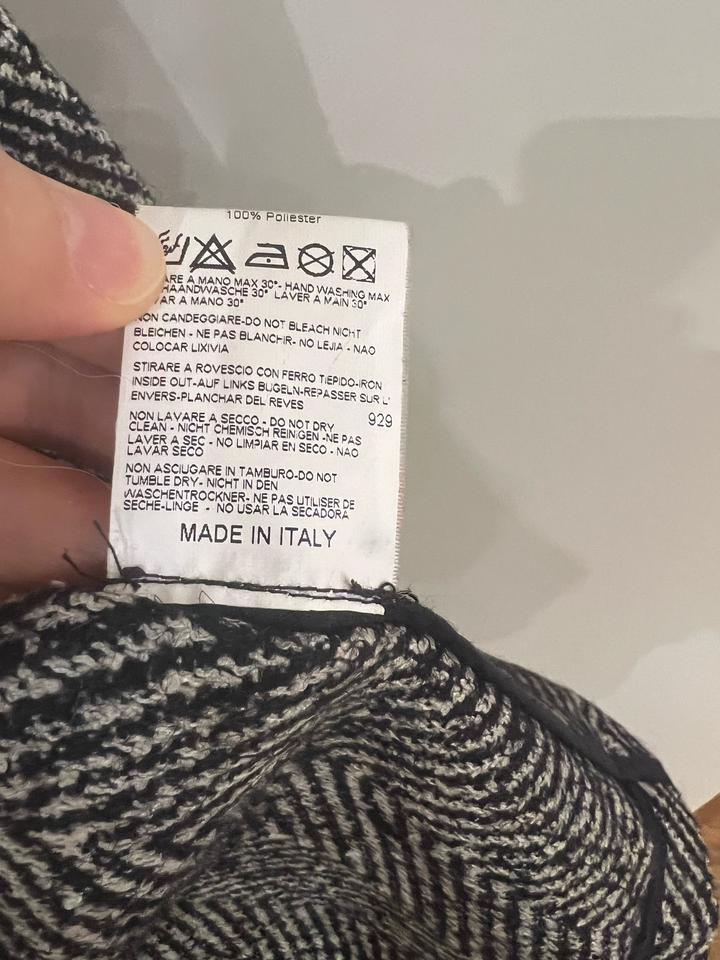 100% Poliester
ARE A MANO MAX 30°- HAND WASHING MAX
HAANDWASCHE 30° LAVER A MAIN 30°
VAR A MANO 30°
NON CANDEGGIARE-DO NOT BLEACH NICHT
BLEICHEN - NE PAS BLANCHIR- NO LEJIA - NAO
COLOCAR LIXIVIA
STIRARE A ROVESCIO CON FERRO TIEPIDO-IRON
INSIDE OUT-AUF LINKS BUGELN-REPASSER SUR L'
ENVERS-PLANCHAR DEL REVES
929
NON LAVARE A SECCO - DO NOT DRY
CLEAN - NICHT CHEMISCH REINIGEN -NE PAS
LAVER A SEC - NO LIMPIAR EN SECO - NAO
LAVAR SECO
NON ASCIUGARE IN TAMBURO-DO NOT
TUMBLE DRY- NICHT IN DEN
WASCHENTROCKNER- NE PAS UTILISER DE
SECHE-LINGE - NO USAR LA SECADORA
MADE IN ITALY